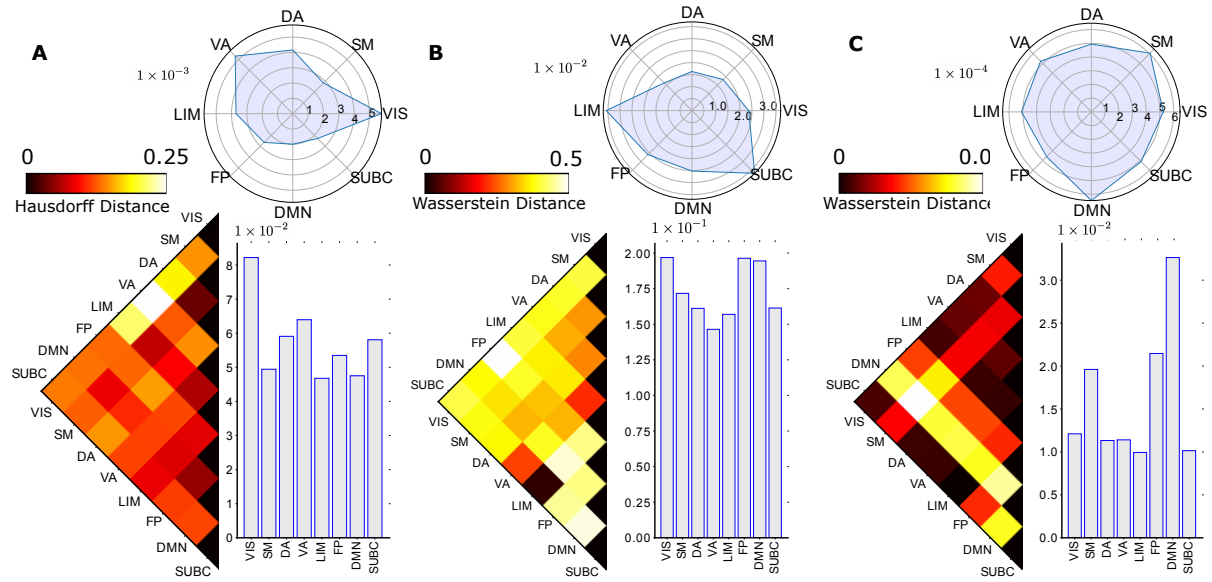 A
DA
VA
SM
1 × 10⁻³
LIM
1
2
3
4
5
VIS
FP
SUBC
DMN
0
0.25
Hausdorff Distance
VIS
SM
DA
VA
LIM
FP
DMN
SUBC
VIS
SM
DA
VA
LIM
FP
DMN
SUBC
1 × 10⁻²
8
6
4
2
0
VIS
SM
DA
VA
LIM
FP
DMN
SUBC
B
DA
VA
SM
1 × 10⁻²
LIM
1.0
2.0
3.0
VIS
FP
SUBC
DMN
0
0.5
Wasserstein Distance
VIS
SM
DA
VA
LIM
FP
DMN
SUBC
VIS
SM
DA
VA
LIM
FP
DMN
SUBC
1 × 10⁻¹
2.00
1.75
1.50
1.25
1.00
0.75
0.50
0.25
0.00
VIS
SM
DA
VA
LIM
FP
DMN
SUBC
C
DA
VA
SM
1 × 10⁻⁴
LIM
1
2
3
4
5
6
VIS
FP
SUBC
DMN
0
0.0
Wasserstein Distanc
VIS
SM
DA
VA
LIM
FP
DMN
SUBC
VIS
SM
DA
VA
LIM
FP
DMN
SUBC
1 × 10⁻²
3.0
2.5
2.0
1.5
1.0
0.5
0.0
VIS
SM
DA
VA
LIM
FP
DMN
SUBC